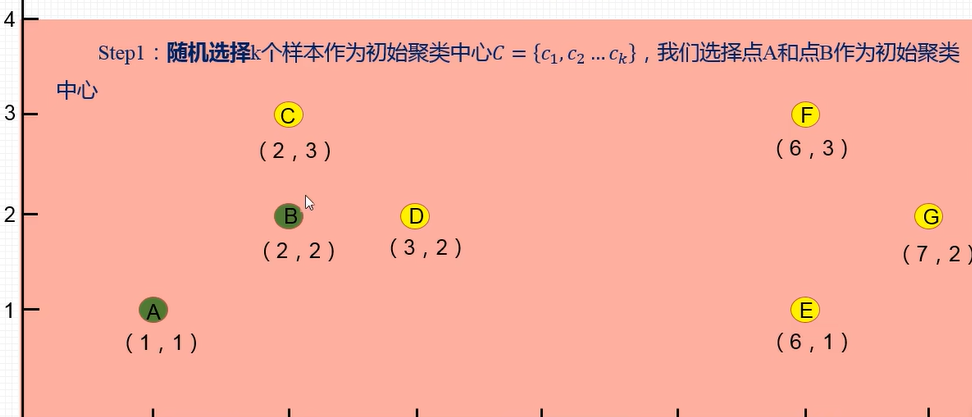 4
Step1：随机选择k个样本作为初始聚类中心C = {c₁, c₂ … cₖ}，我们选择点A和点B作为初始聚类
中心
3
C
F
(2,3)
(6,3)
2
B
D
G
(2,2)
(3,2)
(7,2)
1
A
E
(1,1)
(6,1)